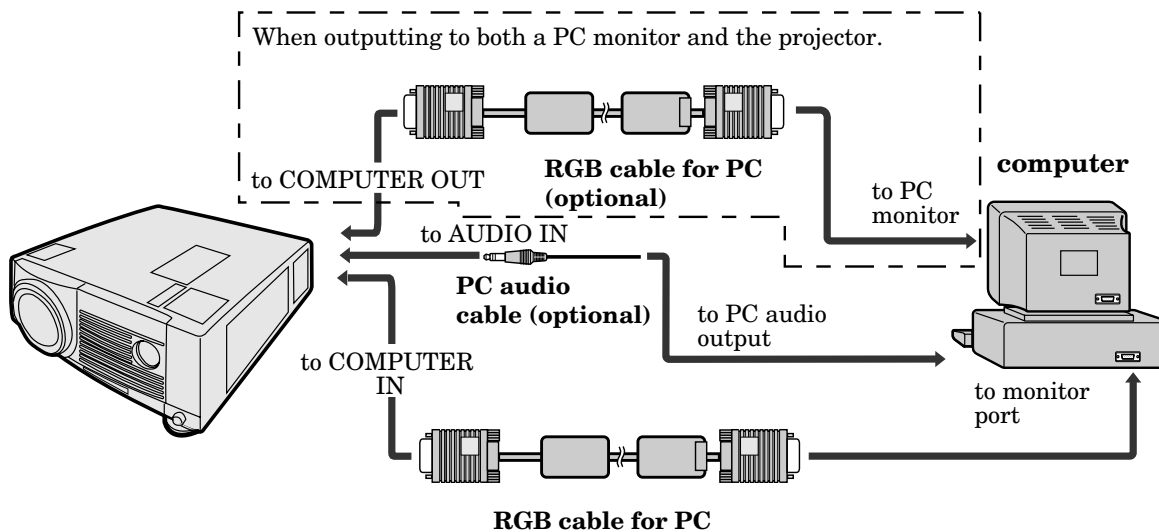 When outputting to both a PC monitor and the projector.
RGB cable for PC
(optional)
computer
to COMPUTER OUT
to PC
monitor
to AUDIO IN
PC audio
cable (optional)
to PC audio
output
to COMPUTER
IN
to monitor
port
RGB cable for PC